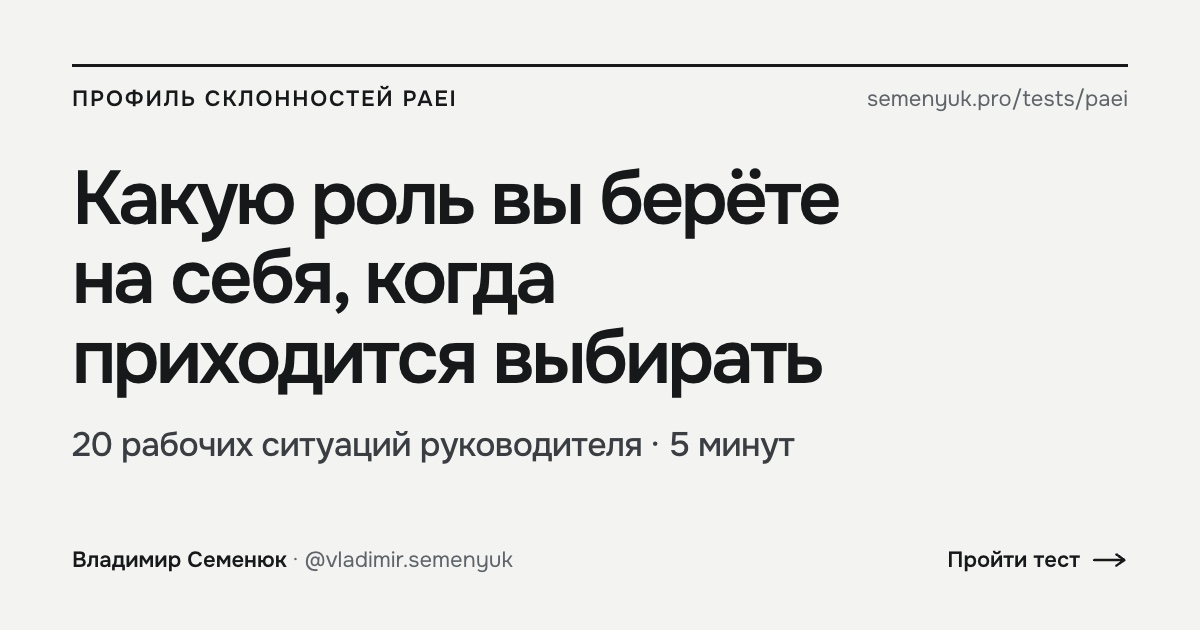 ПРОФИЛЬ СКЛОННОСТЕЙ PAEI
semenyuk.pro/tests/paei
Какую роль вы берёте
на себя, когда
приходится выбирать
20 рабочих ситуаций руководителя · 5 минут
Владимир Семенюк · @vladimir.semenyuk
Пройти тест →